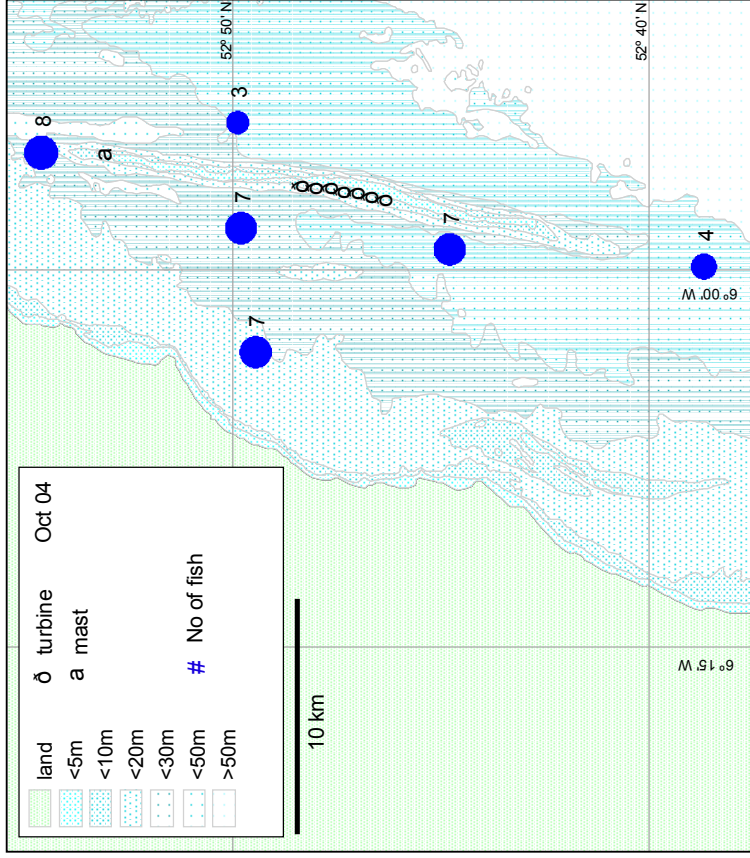 land
<5m
<10m
<20m
<30m
<50m
>50m
ð turbine
a mast
# No of fish
Oct 04
10 km
52° 50' N
52° 40' N
6° 00' W
6° 15' W
8
a
3
7
7
7
4
ð